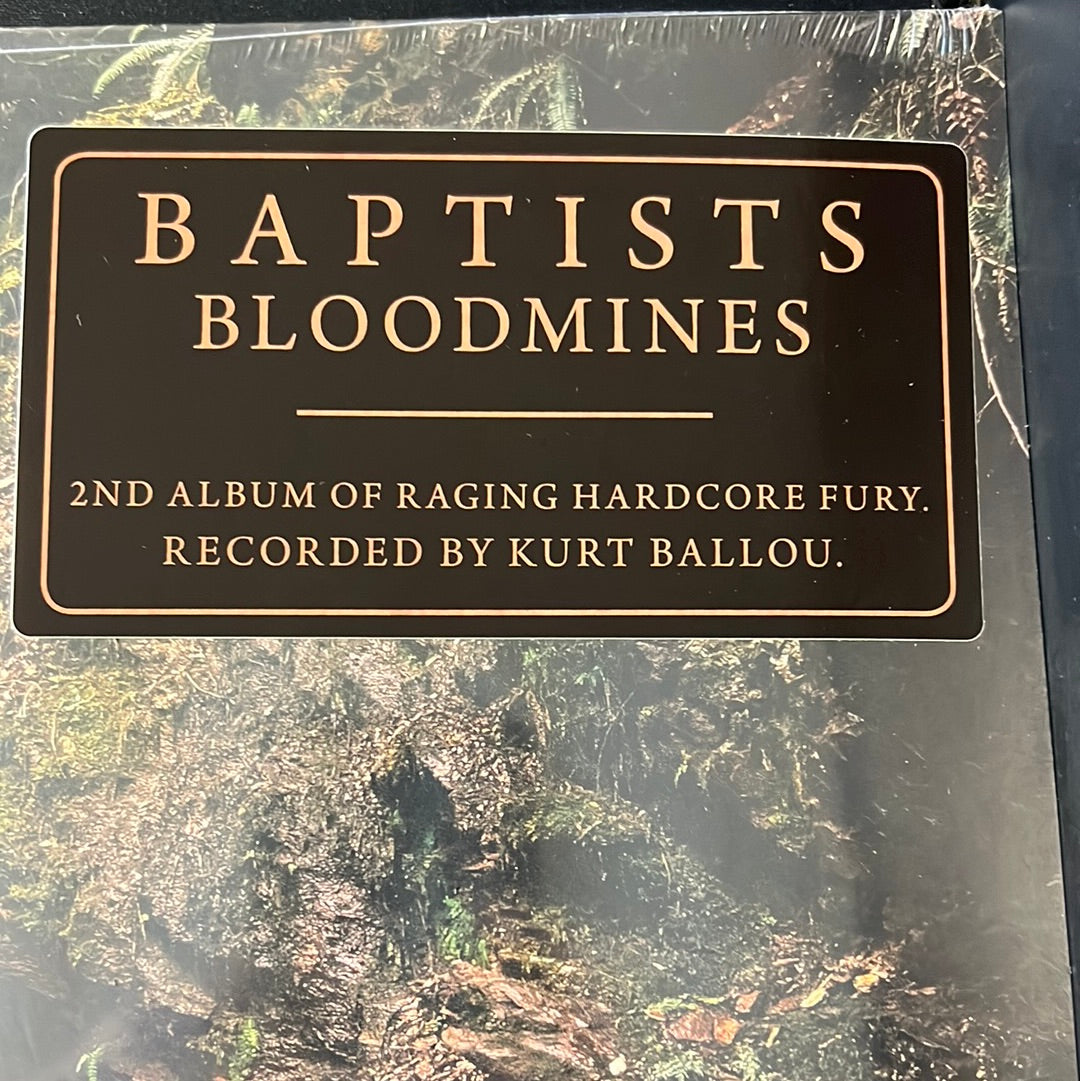 BAPTISTS
BLOODMINES
2ND ALBUM OF RAGING HARDCORE FURY.
RECORDED BY KURT BALLOU.